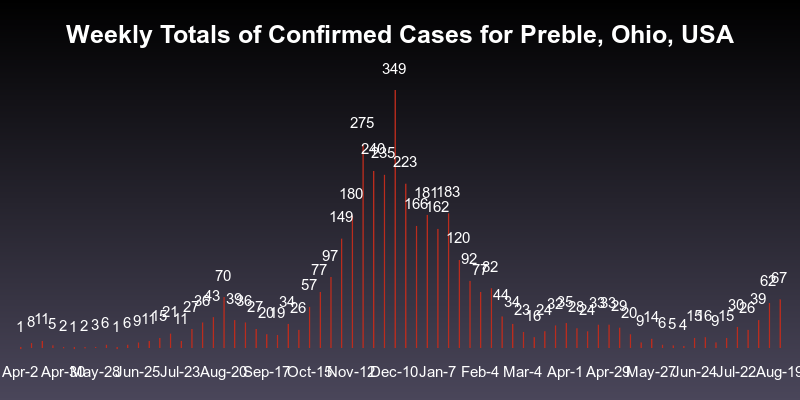 Weekly Totals of Confirmed Cases for Preble, Ohio, USA
1 8 11 5 2 1 2 3 6 1 6 9 11 15 21 11 27 36 43 70 39 36 27 20 19 34 26 57 77 97 149 180 275 240 235 349 223 166 181 162 183 120 92 77 82 44 34 23 16 24 32 35 28 24 33 33 29 20 9 14 6 5 4 15 16 9 15 30 26 39 62 67
Apr-2 Apr-30 May-28 Jun-25 Jul-23 Aug-20 Sep-17 Oct-15 Nov-12 Dec-10 Jan-7 Feb-4 Mar-4 Apr-1 Apr-29 May-27 Jun-24 Jul-22 Aug-19